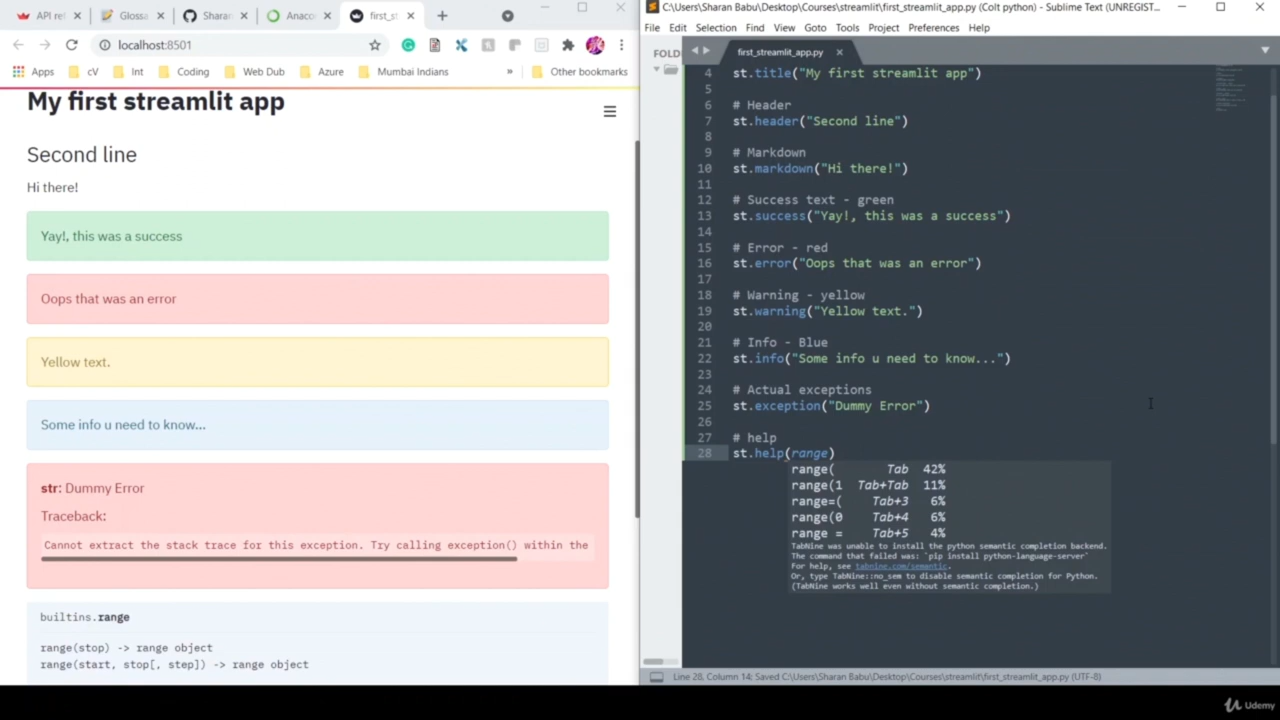 API ref
Glossa
Sharan
Anacon
first_st
localhost:8501
Apps
cV
Int
Coding
Web Dub
Azure
Mumbai Indians
»
Other bookmarks
My first streamlit app
Second line
Hi there!
Yay!, this was a success
Oops that was an error
Yellow text.
Some info u need to know...
str: Dummy Error
Traceback:
Cannot extract the stack trace for this exception. Try calling exception() within the
builtins.range
range(stop) -> range object
range(start, stop[, step]) -> range object
C:\Users\Sharan Babu\Desktop\Courses\streamlit\first_streamlit_app.py (Colt python) - Sublime Text (UNREGIST...
File Edit Selection Find View Goto Tools Project Preferences Help
FOLD
first_streamlit_app.py
4 st.title("My first streamlit app")
5
6 # Header
7 st.header("Second line")
8
9 # Markdown
10 st.markdown("Hi there!")
11
12 # Success text - green
13 st.success("Yay!, this was a success")
14
15 # Error - red
16 st.error("Oops that was an error")
17
18 # Warning - yellow
19 st.warning("Yellow text.")
20
21 # Info - Blue
22 st.info("Some info u need to know...")
23
24 # Actual exceptions
25 st.exception("Dummy Error")
26
27 # help
28 st.help(range)
range( Tab 42%
range(1 Tab+Tab 11%
range=( Tab+3 6%
range(0 Tab+4 6%
range = Tab+5 4%
TabNine was unable to install the python semantic completion backend.
The command that failed was: `pip install python-language-server`
For help, see tabnine.com/semantic.
Or, type TabNine::no_sem to disable semantic completion for Python.
(TabNine works well even without semantic completion.)
Line 28, Column 14; Saved C:\Users\Sharan Babu\Desktop\Courses\streamlit\first_streamlit_app.py (UTF-8)
Udemy